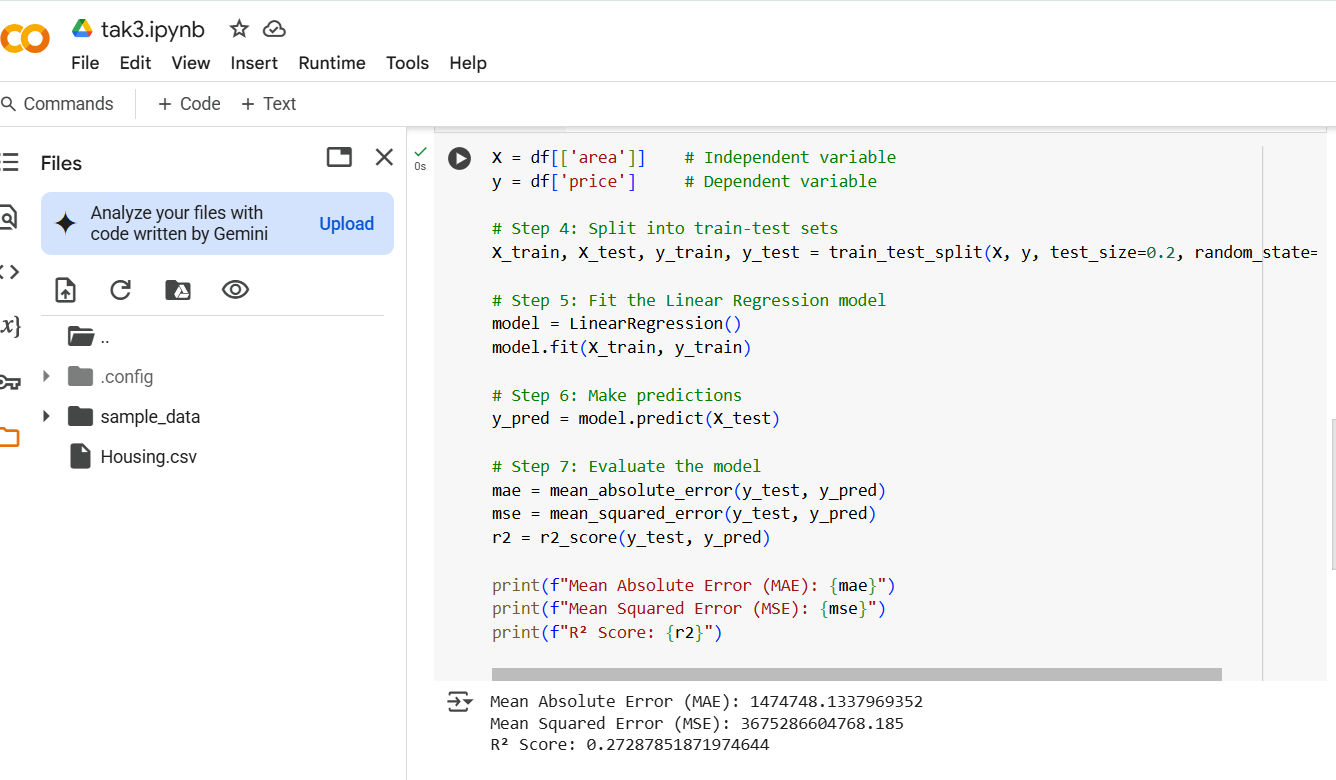 tak3.ipynb
File Edit View Insert Runtime Tools Help
Commands + Code + Text
Files
Analyze your files with
code written by Gemini
Upload
..
.config
sample_data
Housing.csv
0s
X = df[['area']]    # Independent variable
y = df['price']     # Dependent variable
# Step 4: Split into train-test sets
X_train, X_test, y_train, y_test = train_test_split(X, y, test_size=0.2, random_state=
# Step 5: Fit the Linear Regression model
model = LinearRegression()
model.fit(X_train, y_train)
# Step 6: Make predictions
y_pred = model.predict(X_test)
# Step 7: Evaluate the model
mae = mean_absolute_error(y_test, y_pred)
mse = mean_squared_error(y_test, y_pred)
r2 = r2_score(y_test, y_pred)
print(f"Mean Absolute Error (MAE): {mae}")
print(f"Mean Squared Error (MSE): {mse}")
print(f"R² Score: {r2}")
Mean Absolute Error (MAE): 1474748.1337969352
Mean Squared Error (MSE): 3675286604768.185
R² Score: 0.27287851871974644